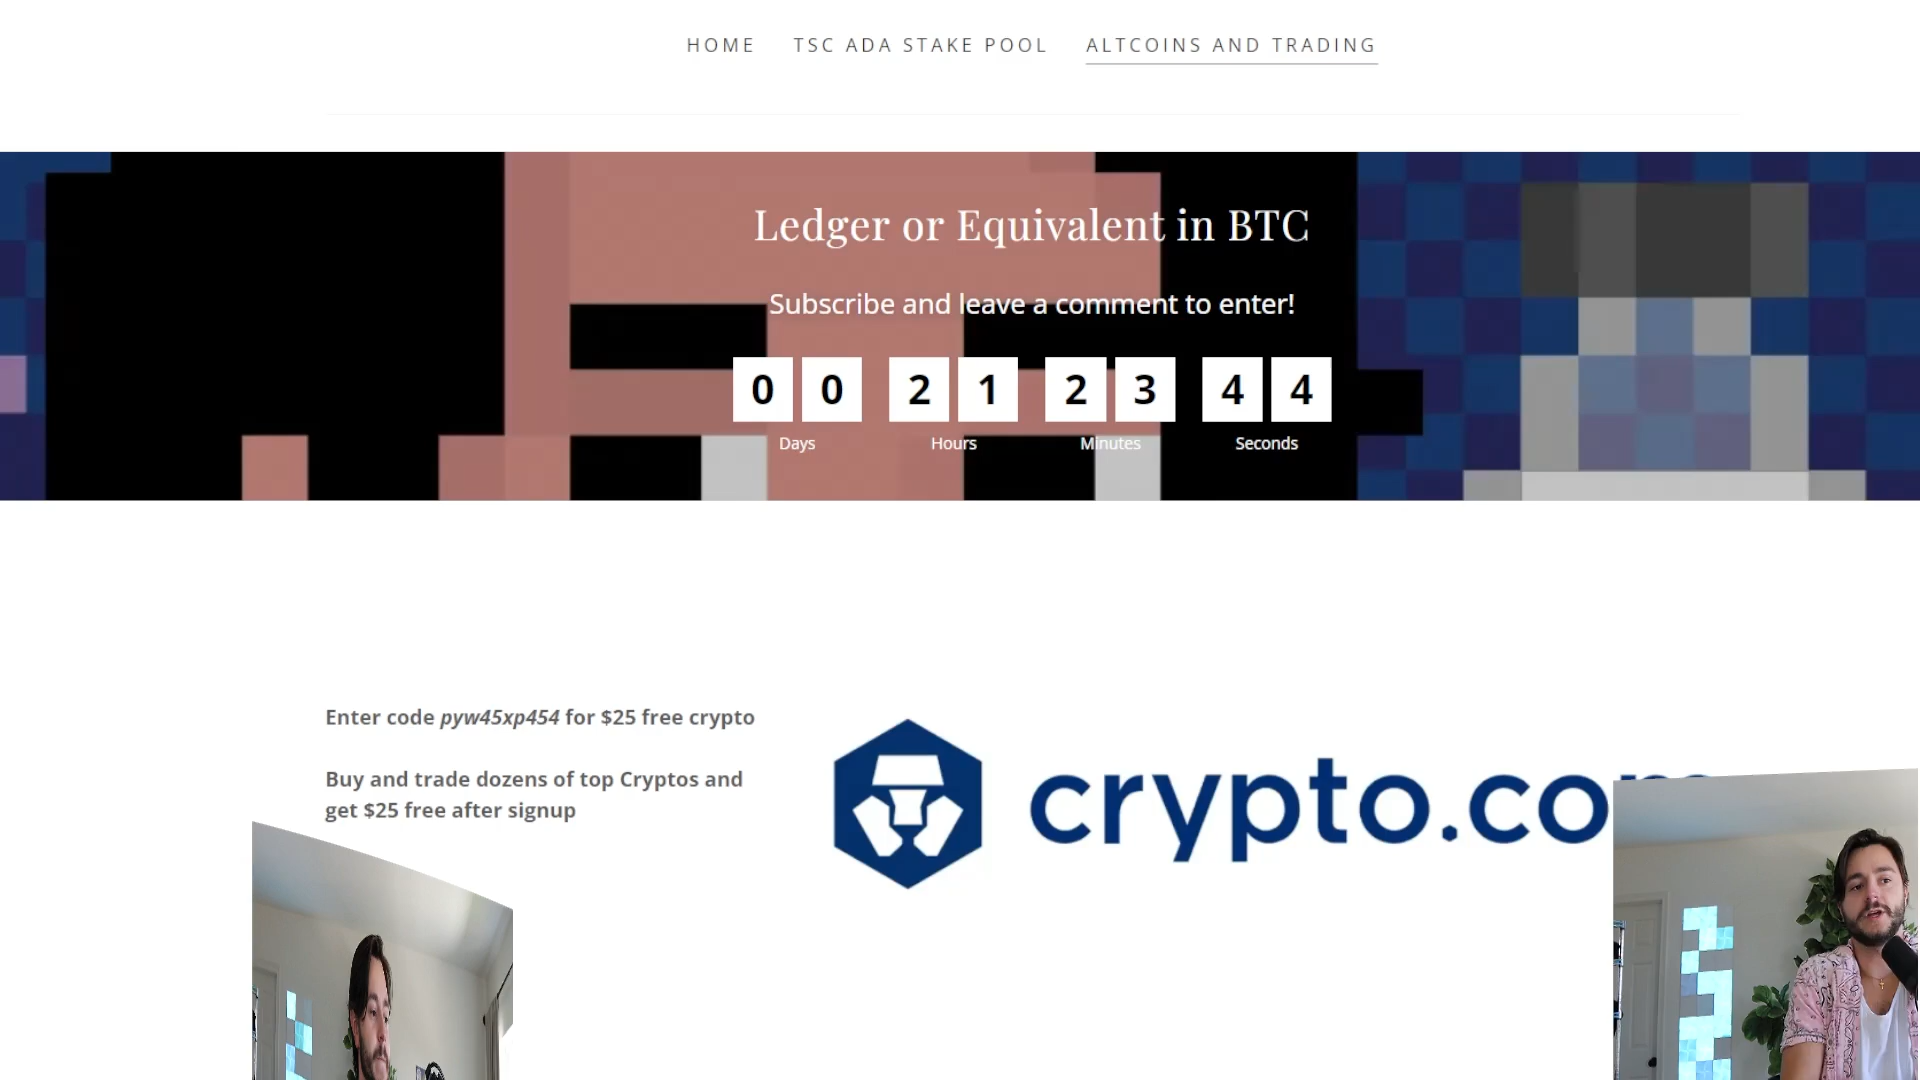 HOME TSC ADA STAKE POOL ALTCOINS AND TRADING
Ledger or Equivalent in BTC
Subscribe and leave a comment to enter!
0 0 2 1 2 3 4 4
Days Hours Minutes Seconds
Enter code pyw45xp454 for $25 free crypto
Buy and trade dozens of top Cryptos and
get $25 free after signup
crypto.co